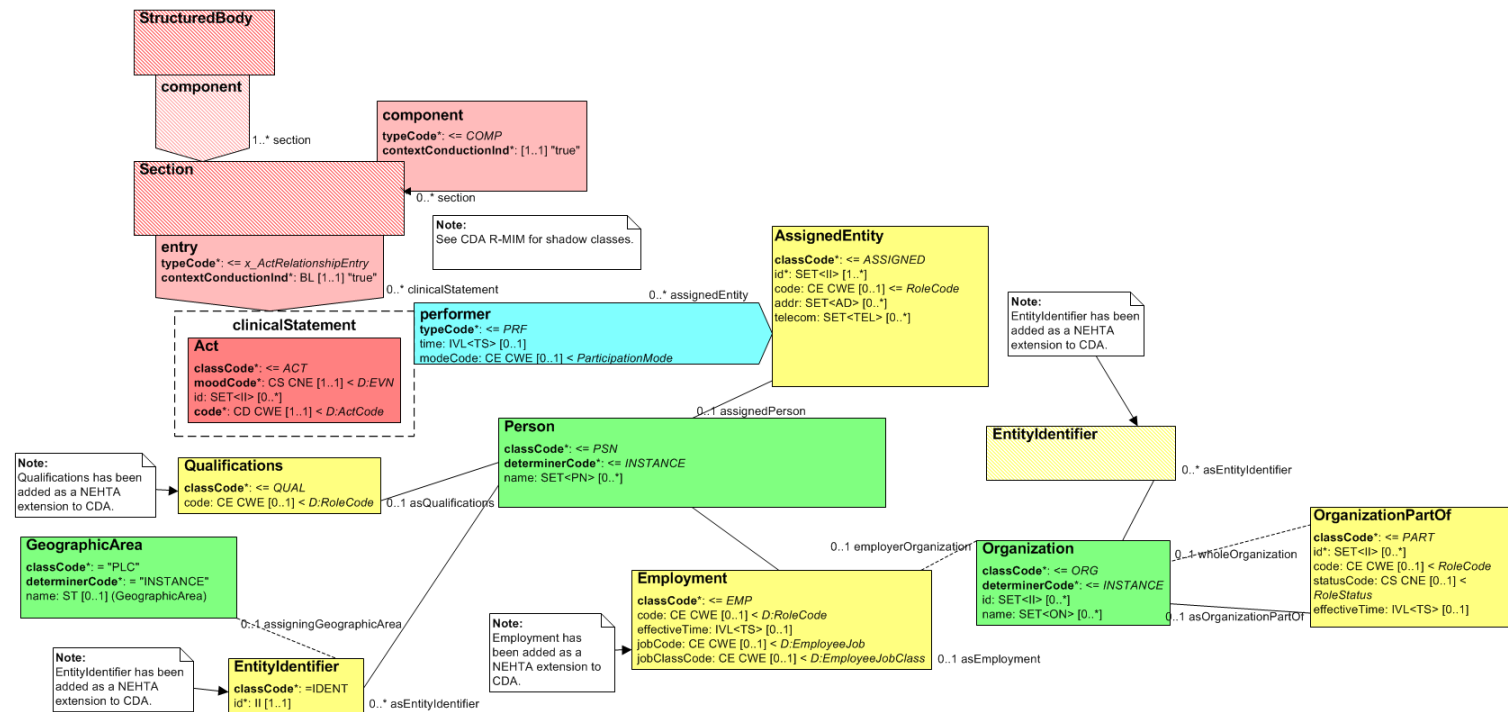 StructuredBody
component
1..* section
component
typeCode*: <= COMP
contextConductionInd*: [1..1] "true"
Section
0..* section
Note:
See CDA R-MIM for shadow classes.
entry
typeCode*: <= x_ActRelationshipEntry
contextConductionInd*: BL [1..1] "true"
0..* clinicalStatement
clinicalStatement
Act
classCode*: <= ACT
moodCode*: CS CNE [1..1] < D:EVN
id: SET<II> [0..*]
code*: CD CWE [1..1] < D:ActCode
performer
typeCode*: <= PRF
time: IVL<TS> [0..1]
modeCode: CE CWE [0..1] < ParticipationMode
0..* assignedEntity
AssignedEntity
classCode*: <= ASSIGNED
id*: SET<II> [1..*]
code: CE CWE [0..1] <= RoleCode
addr: SET<AD> [0..*]
telecom: SET<TEL> [0..*]
Note:
EntityIdentifier has been
added as a NEHTA
extension to CDA.
0..1 assignedPerson
Person
classCode*: <= PSN
determinerCode*: <= INSTANCE
name: SET<PN> [0..*]
EntityIdentifier
0..* asEntityIdentifier
Note:
Qualifications has been
added as a NEHTA
extension to CDA.
Qualifications
classCode*: <= QUAL
code: CE CWE [0..1] < D:RoleCode
0..1 asQualifications
GeographicArea
classCode*: = "PLC"
determinerCode*: = "INSTANCE"
name: ST [0..1] (GeographicArea)
0..1 assigningGeographicArea
0..1 employerOrganization
Organization
classCode*: <= ORG
determinerCode*: <= INSTANCE
id: SET<II> [0..*]
name: SET<ON> [0..*]
0..1 wholeOrganization
0..1 asOrganizationPartOf
OrganizationPartOf
classCode*: <= PART
id*: SET<II> [0..*]
code: CE CWE [0..1] < RoleCode
statusCode: CS CNE [0..1] <
RoleStatus
effectiveTime: IVL<TS> [0..1]
Employment
classCode*: <= EMP
code: CE CWE [0..1] < D:RoleCode
effectiveTime: IVL<TS> [0..1]
jobCode: CE CWE [0..1] < D:EmployeeJob
jobClassCode: CE CWE [0..1] < D:EmployeeJobClass
0..1 asEmployment
Note:
Employment has
been added as a
NEHTA extension to
CDA.
Note:
EntityIdentifier has been
added as a NEHTA
extension to CDA.
EntityIdentifier
classCode*: =IDENT
id*: II [1..1]
0..* asEntityIdentifier